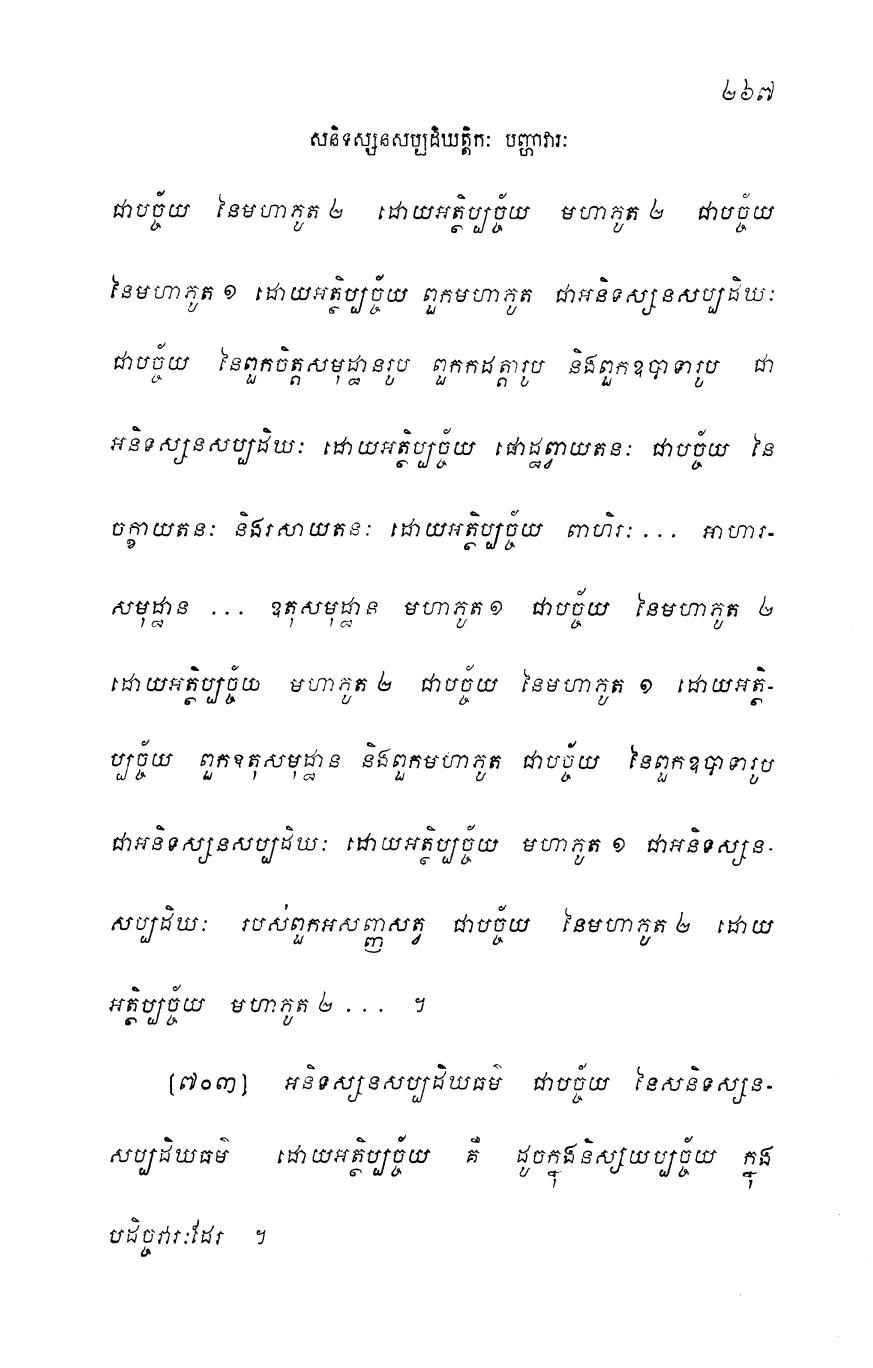 ២៦៧
សនិទស្សនសប្បដិឃត្តិកៈ បញ្ហាវារៈ
ជាបច្ច័យ នៃមហាភូត ២ ដោយអត្ថិប្បច្ច័យ មហាភូត ២ ជាបច្ច័យ
នៃមហាភូត ១ ដោយអត្ថិប្បច្ច័យ ពួកមហាភូត ជាអនិទស្សនសប្បដិឃៈ
ជាបច្ច័យ នៃពួកចិត្តសមុដ្ឋានរូប ពួកកដត្តារូប និងពួកឧបាទារូប ជា
អនិទស្សនសប្បដិឃៈ ដោយអត្ថិប្បច្ច័យ ផោដ្ឋព្វាយតនៈ ជាបច្ច័យ នៃ
ចក្ខាយតនៈ និងរសាយតនៈ ដោយអត្ថិប្បច្ច័យ ពាហិរៈ ... អាហារ-
សមុដ្ឋាន ... ឧតុសមុដ្ឋាន មហាភូត ១ ជាបច្ច័យ នៃមហាភូត ២
ដោយអត្ថិប្បច្ច័យ មហាភូត ២ ជាបច្ច័យ នៃមហាភូត ១ ដោយអត្ថិ-
ប្បច្ច័យ ពួកឧតុសមុដ្ឋាន និងពួកមហាភូត ជាបច្ច័យ នៃពួកឧបាទារូប
ជាអនិទស្សនសប្បដិឃៈ ដោយអត្ថិប្បច្ច័យ មហាភូត ១ ជាអនិទស្សន-
សប្បដិឃៈ របស់ពួកអសញ្ញសត្វ ជាបច្ច័យ នៃមហាភូត ២ ដោយ
អត្ថិប្បច្ច័យ មហាភូត ២ ... ។
[៧០៣] អនិទស្សនសប្បដិឃធម៌ ជាបច្ច័យ នៃសនិទស្សន-
សប្បដិឃធម៌ ដោយអត្ថិប្បច្ច័យ គឺ ដូចក្នុងនិស្សយប្បច្ច័យ ក្នុង
បដិច្ចវារៈដែរ ។